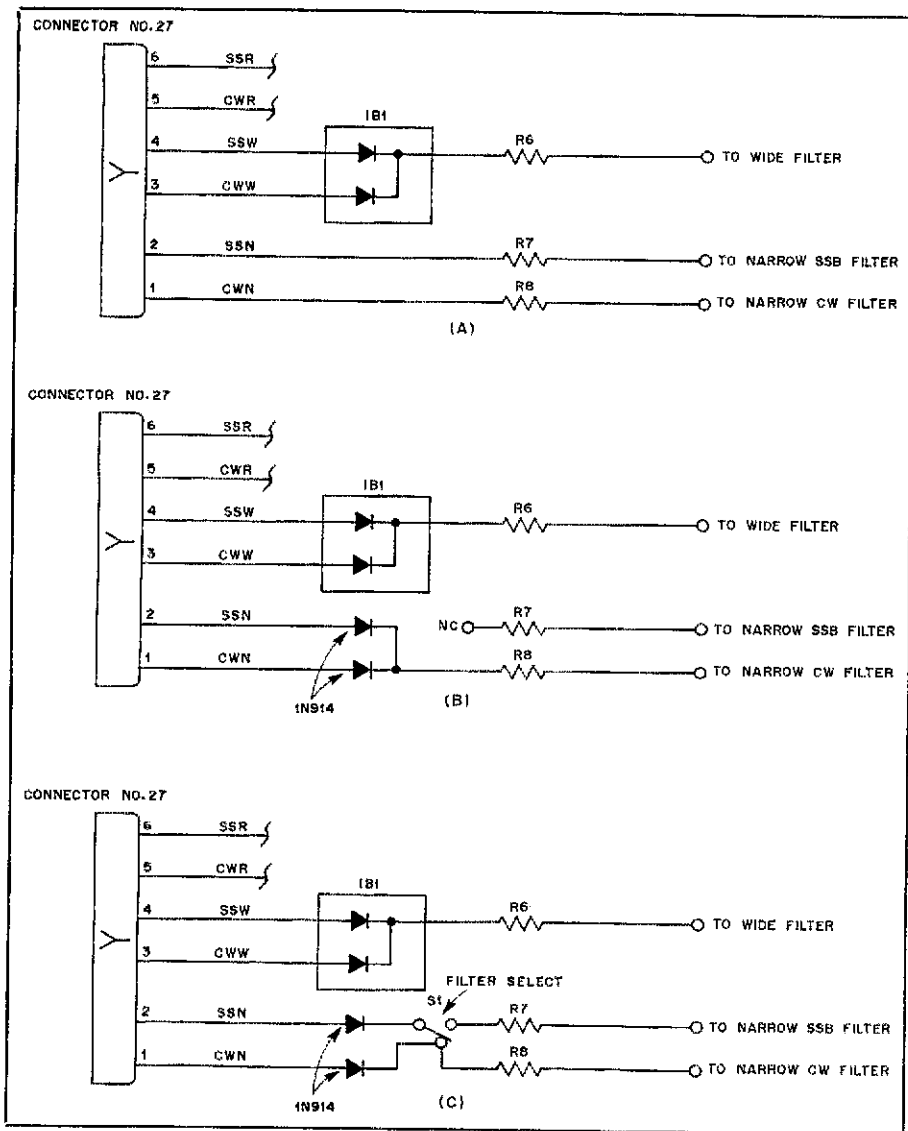 CONNECTOR NO.27
6 SSR
5 CWR
IB1
4 SSW R6 TO WIDE FILTER
3 CWW
2 SSN R7 TO NARROW SSB FILTER
1 CWN R8 TO NARROW CW FILTER
(A)
CONNECTOR NO.27
6 SSR
5 CWR
IB1
4 SSW R6 TO WIDE FILTER
3 CWW
2 SSN NC R7 TO NARROW SSB FILTER
1 CWN R8 TO NARROW CW FILTER
1N914
(B)
CONNECTOR NO.27
6 SSR
5 CWR
IB1
4 SSW R6 TO WIDE FILTER
3 CWW
FILTER SELECT
S1
2 SSN R7 TO NARROW SSB FILTER
1 CWN R8 TO NARROW CW FILTER
1N914
(C)